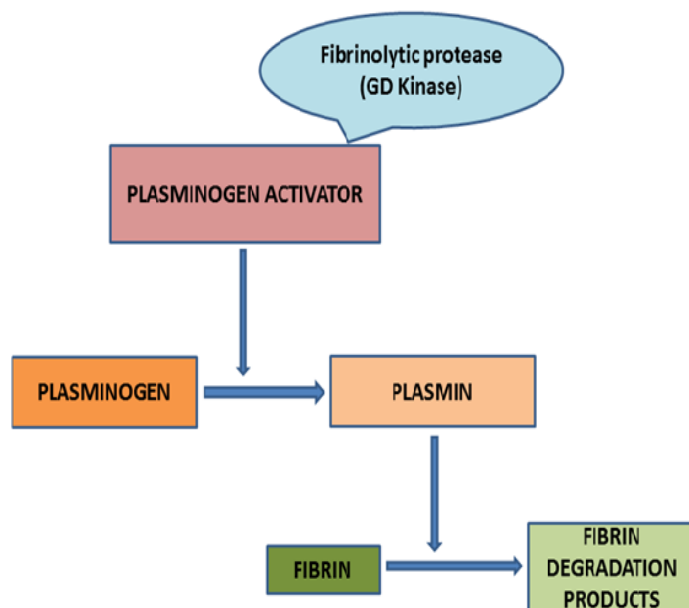 Fibrinolytic protease
(GD Kinase)
PLASMINOGEN ACTIVATOR
PLASMINOGEN
PLASMIN
FIBRIN
FIBRIN
DEGRADATION
PRODUCTS